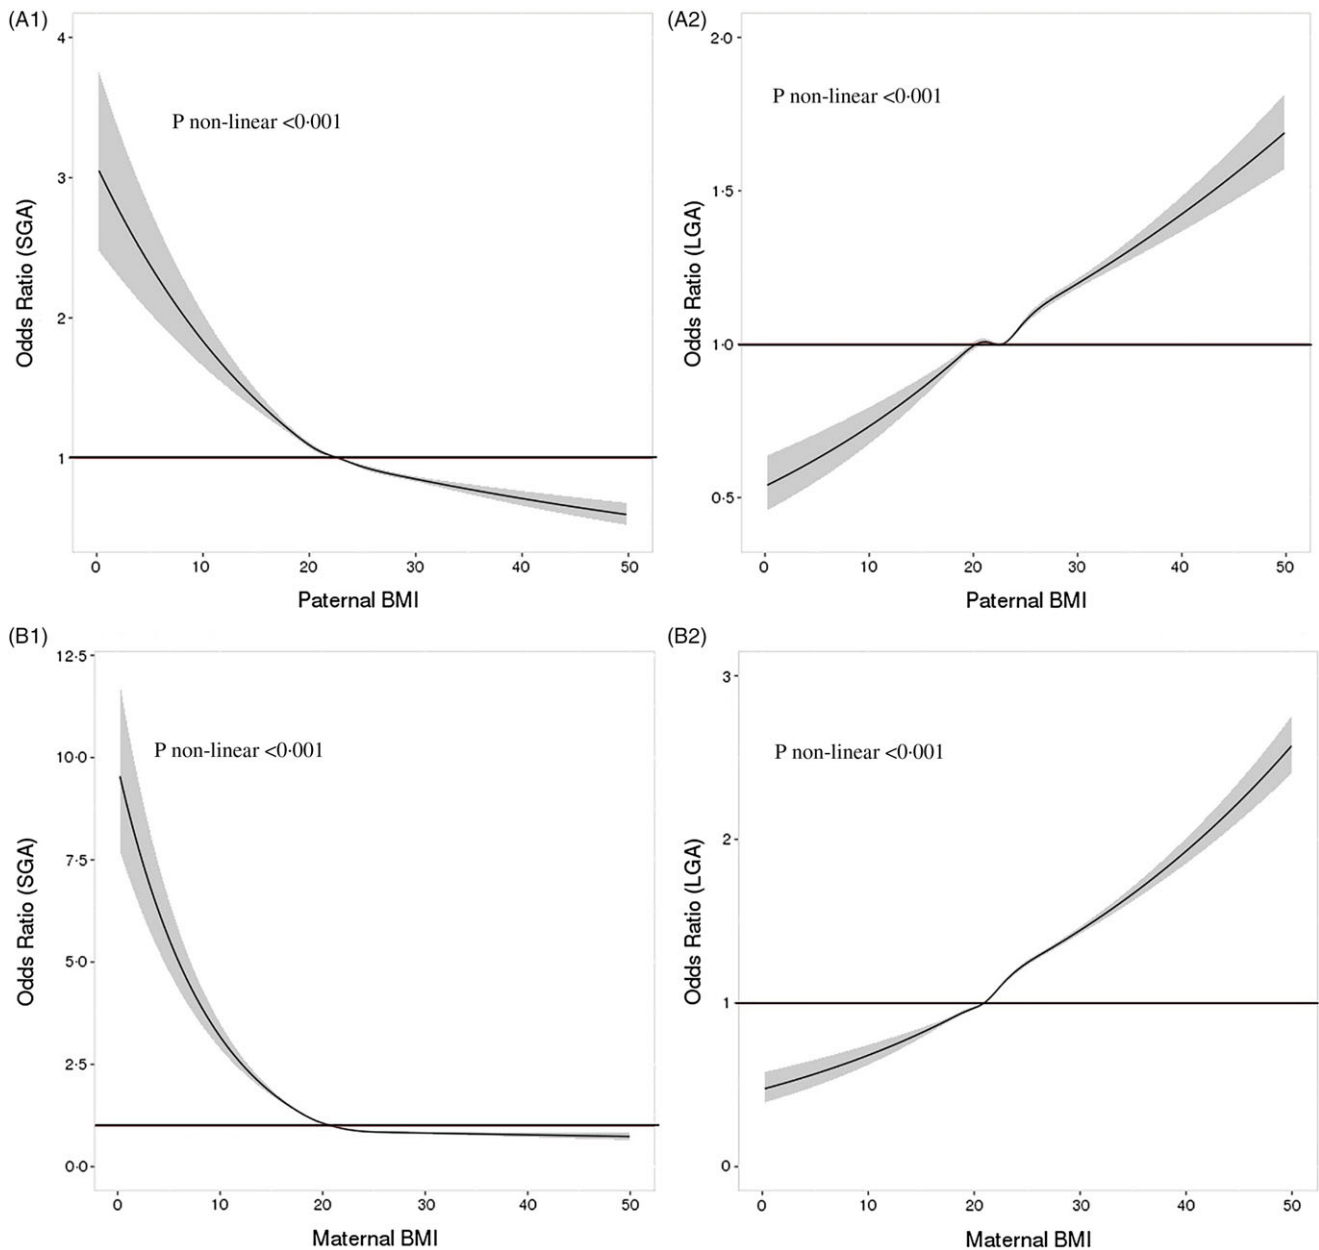 (A1)
4
3
2
1
P non-linear <0·001
Odds Ratio (SGA)
0 10 20 30 40 50
Paternal BMI
(A2)
2·0
1·5
1·0
0·5
P non-linear <0·001
Odds Ratio (LGA)
0 10 20 30 40 50
Paternal BMI
(B1)
12·5
10·0
7·5
5·0
2·5
0·0
P non-linear <0·001
Odds Ratio (SGA)
0 10 20 30 40 50
Maternal BMI
(B2)
3
2
1
0
P non-linear <0·001
Odds Ratio (LGA)
0 10 20 30 40 50
Maternal BMI